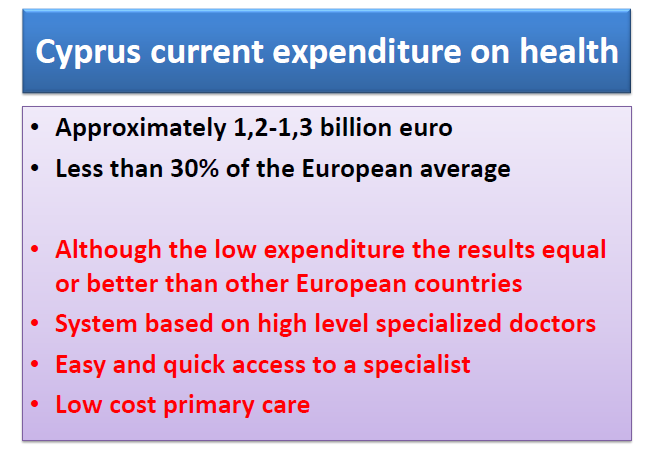 Cyprus current expenditure on health
• Approximately 1,2-1,3 billion euro
• Less than 30% of the European average
• Although the low expenditure the results equal
or better than other European countries
• System based on high level specialized doctors
• Easy and quick access to a specialist
• Low cost primary care